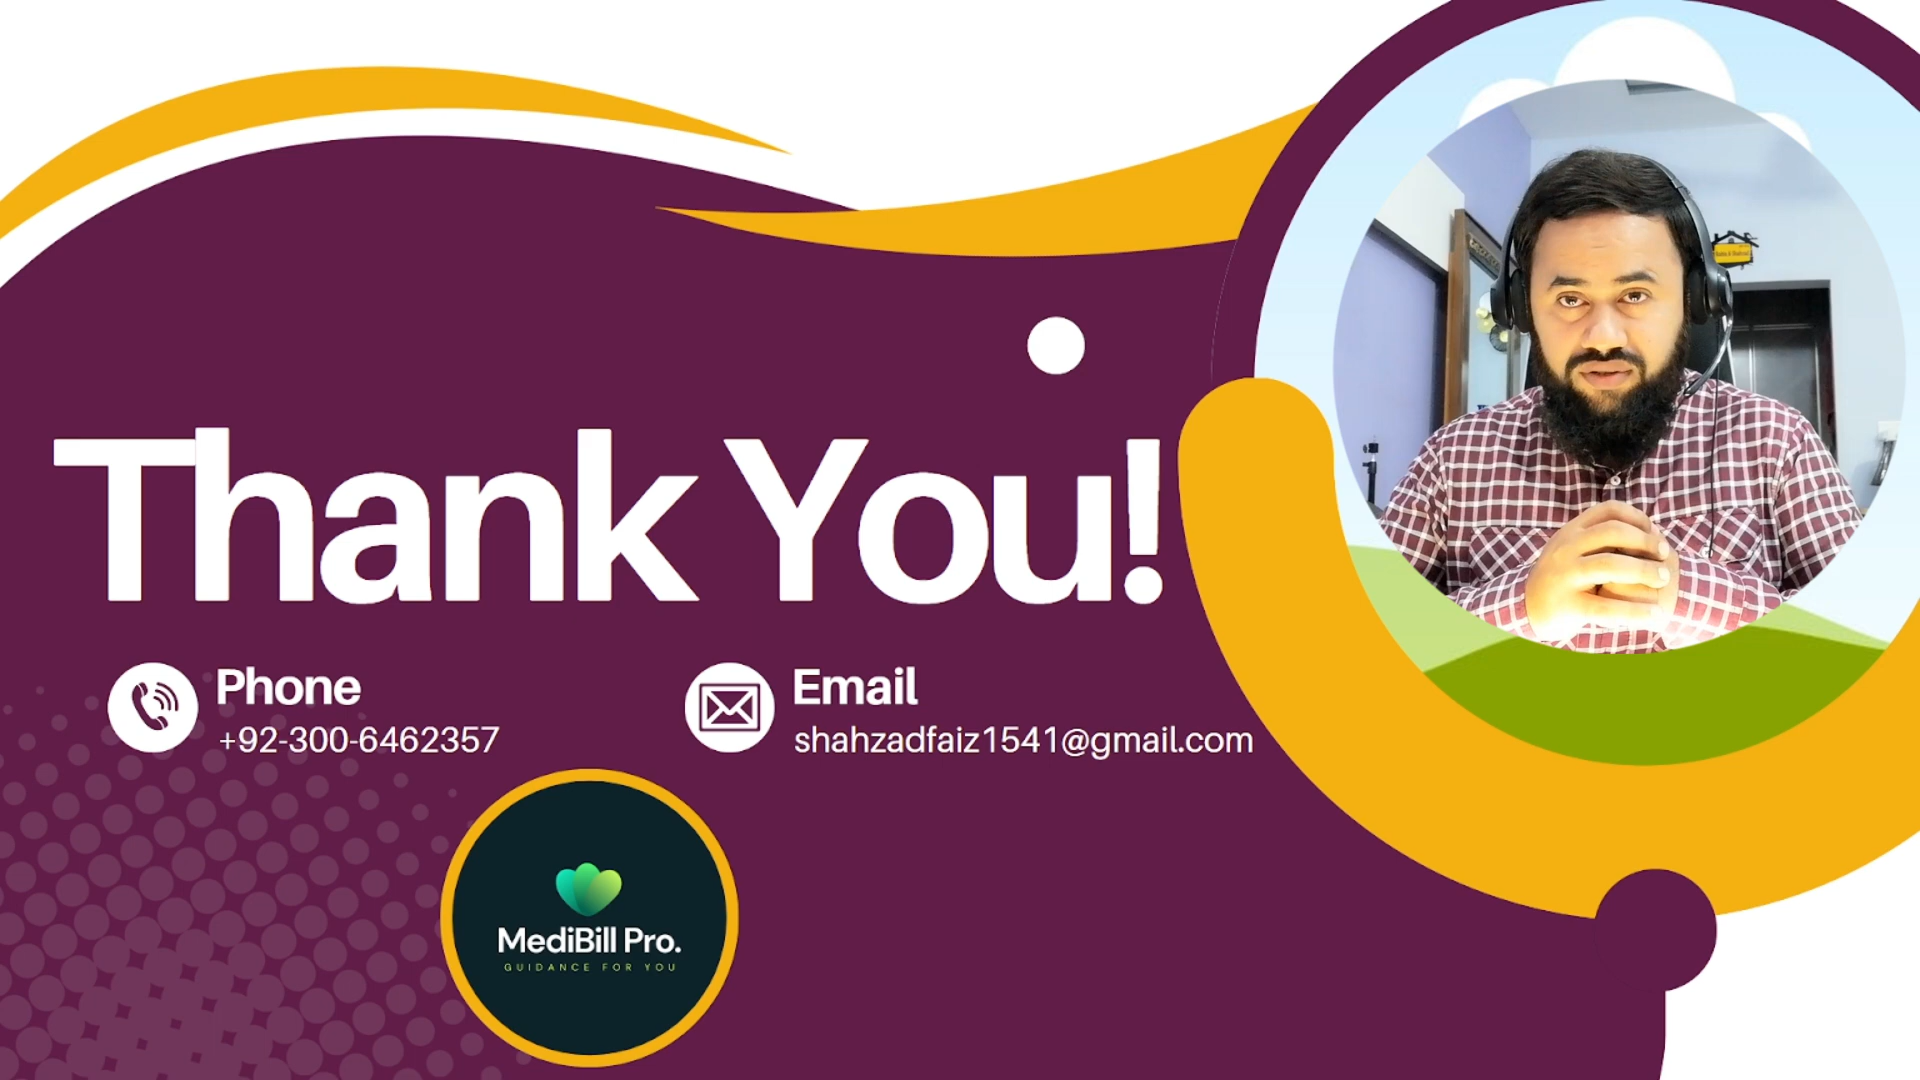 Thank You!
Phone
+92-300-6462357
Email
shahzadfaiz1541@gmail.com
MediBill Pro.
GUIDANCE FOR YOU